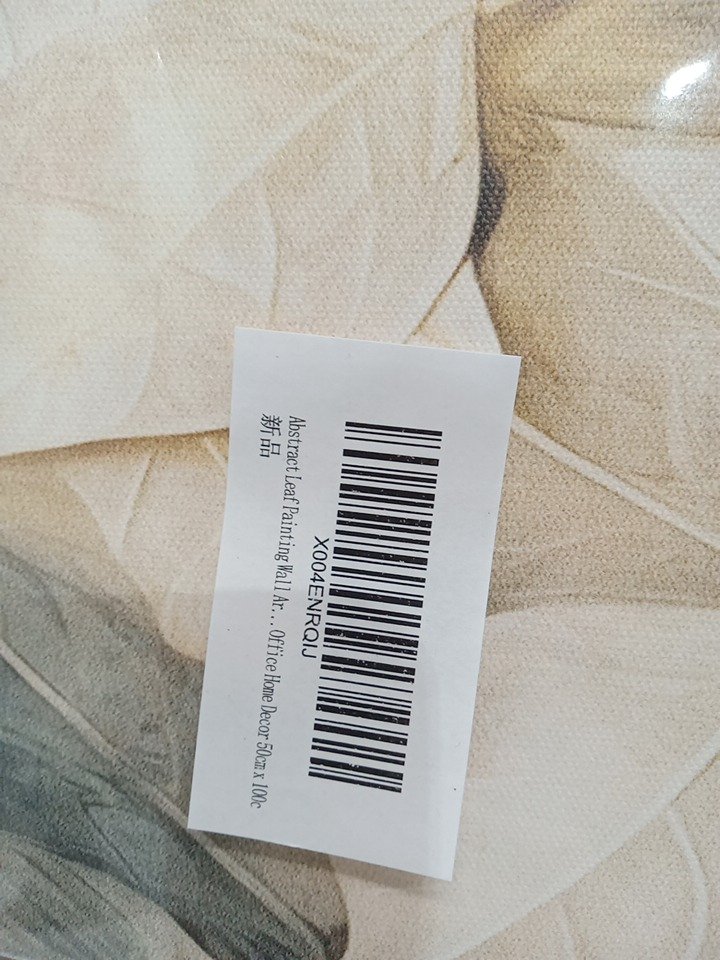 X004ENRQIJ
Abstract Leaf Painting Wall Ar... Office Home Decor 50cm x 100c
新品